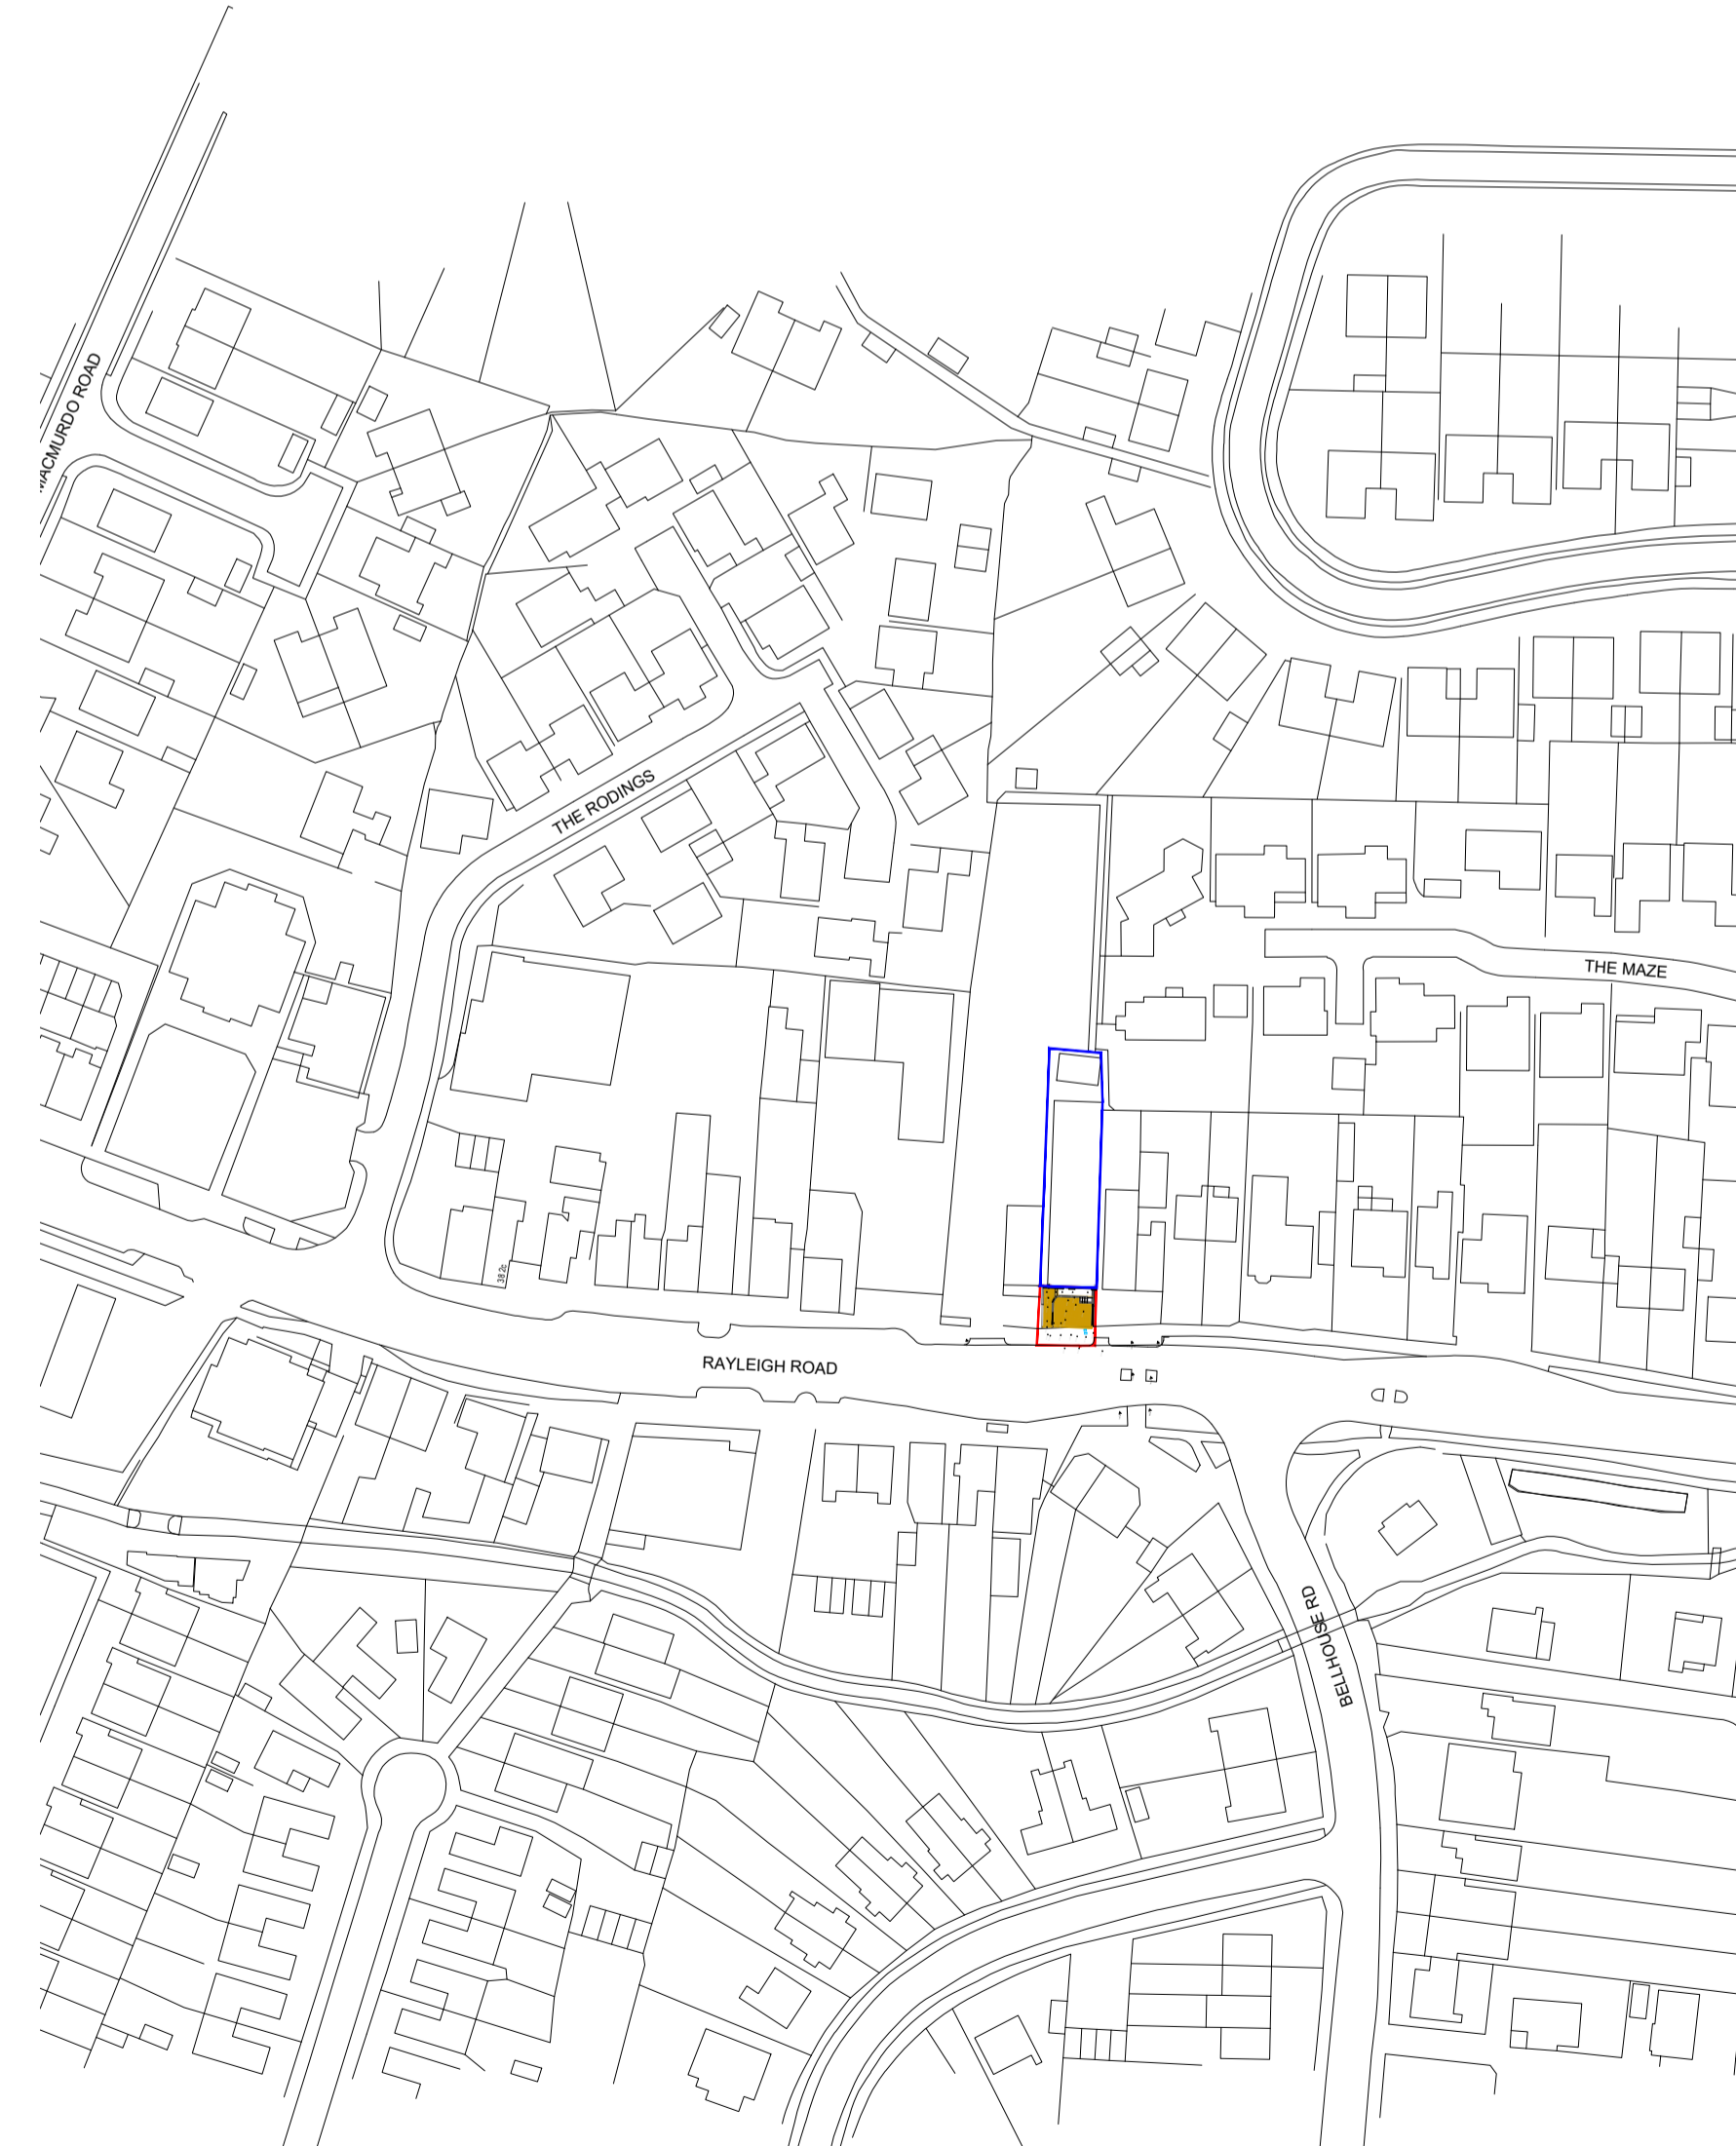 MACMURDO ROAD
THE RODINGS
THE MAZE
382c
RAYLEIGH ROAD
BELLHOUSE RD